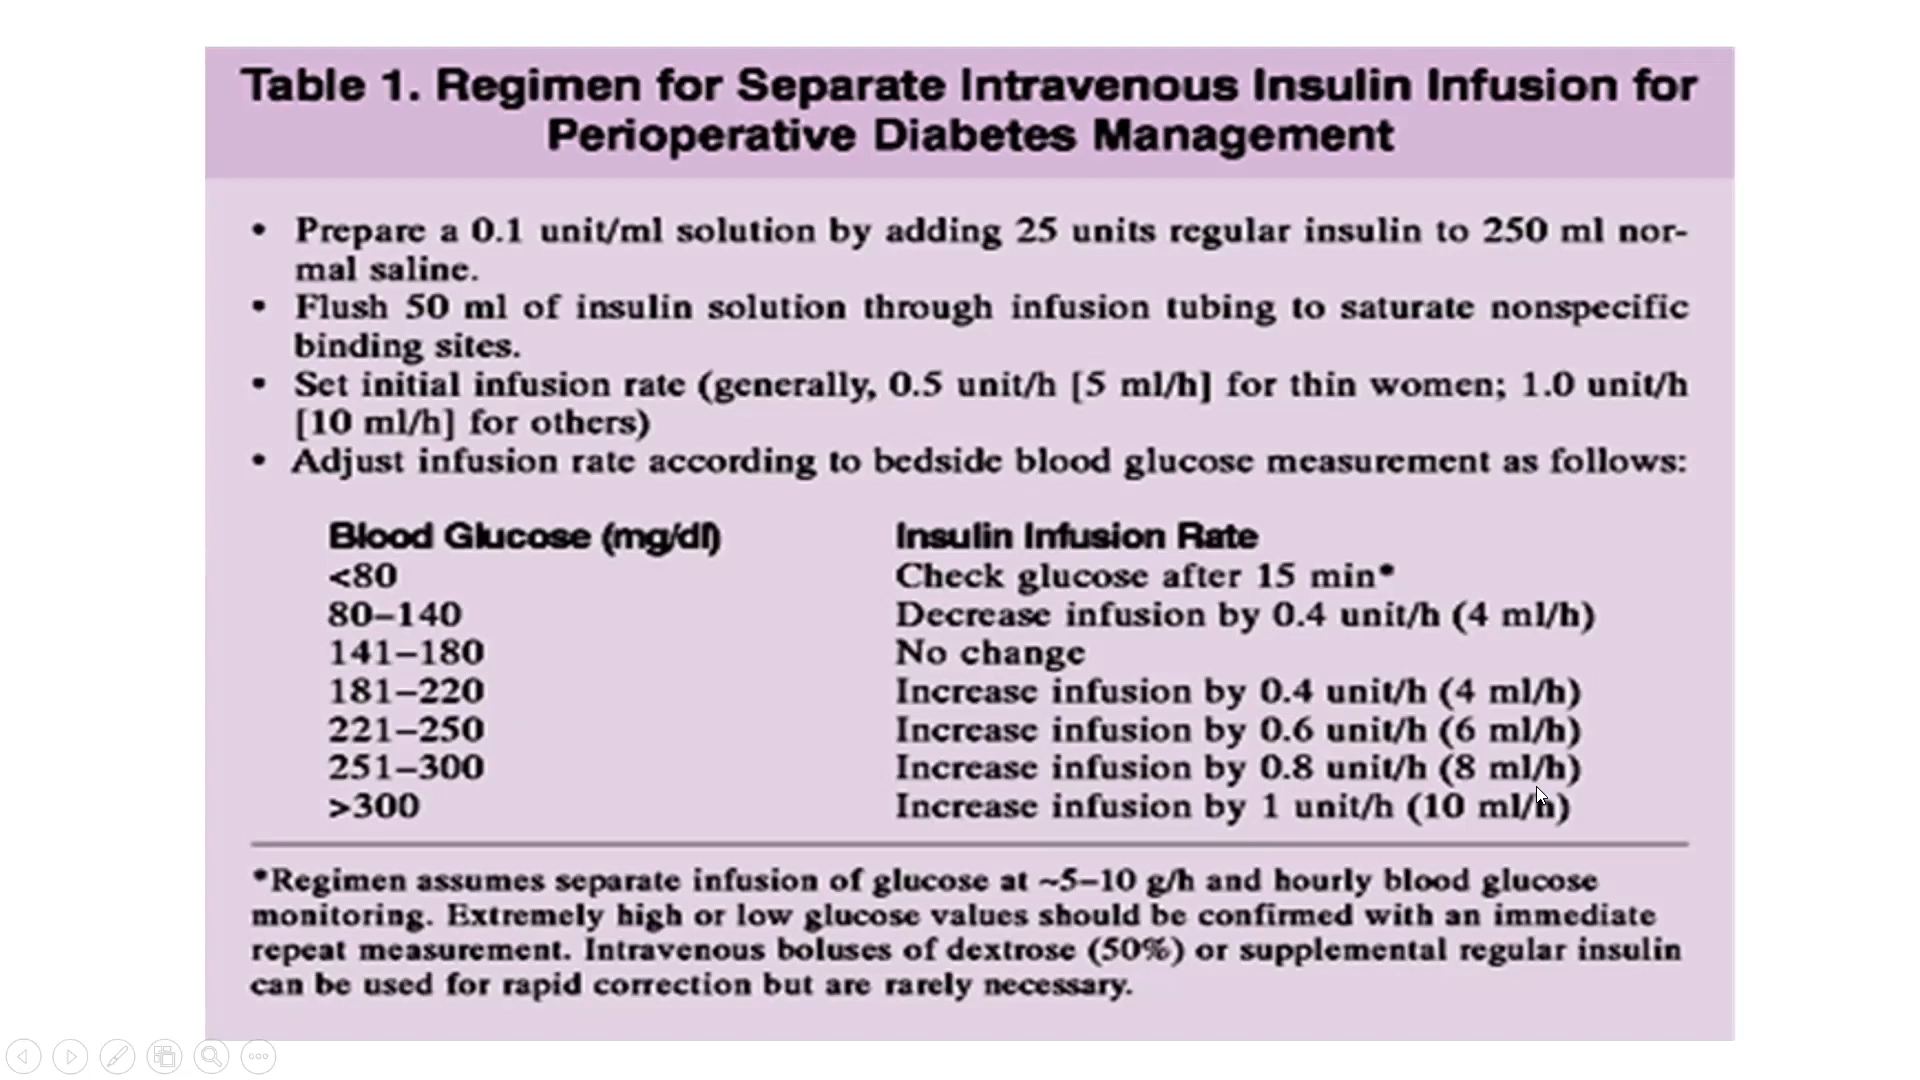 Table 1. Regimen for Separate Intravenous Insulin Infusion for
Perioperative Diabetes Management
• Prepare a 0.1 unit/ml solution by adding 25 units regular insulin to 250 ml nor-
mal saline.
• Flush 50 ml of insulin solution through infusion tubing to saturate nonspecific
binding sites.
• Set initial infusion rate (generally, 0.5 unit/h [5 ml/h] for thin women; 1.0 unit/h
[10 ml/h] for others)
• Adjust infusion rate according to bedside blood glucose measurement as follows:
Blood Glucose (mg/dl) Insulin Infusion Rate
<80 Check glucose after 15 min*
80–140 Decrease infusion by 0.4 unit/h (4 ml/h)
141–180 No change
181–220 Increase infusion by 0.4 unit/h (4 ml/h)
221–250 Increase infusion by 0.6 unit/h (6 ml/h)
251–300 Increase infusion by 0.8 unit/h (8 ml/h)
>300 Increase infusion by 1 unit/h (10 ml/h)
*Regimen assumes separate infusion of glucose at ~5–10 g/h and hourly blood glucose
monitoring. Extremely high or low glucose values should be confirmed with an immediate
repeat measurement. Intravenous boluses of dextrose (50%) or supplemental regular insulin
can be used for rapid correction but are rarely necessary.